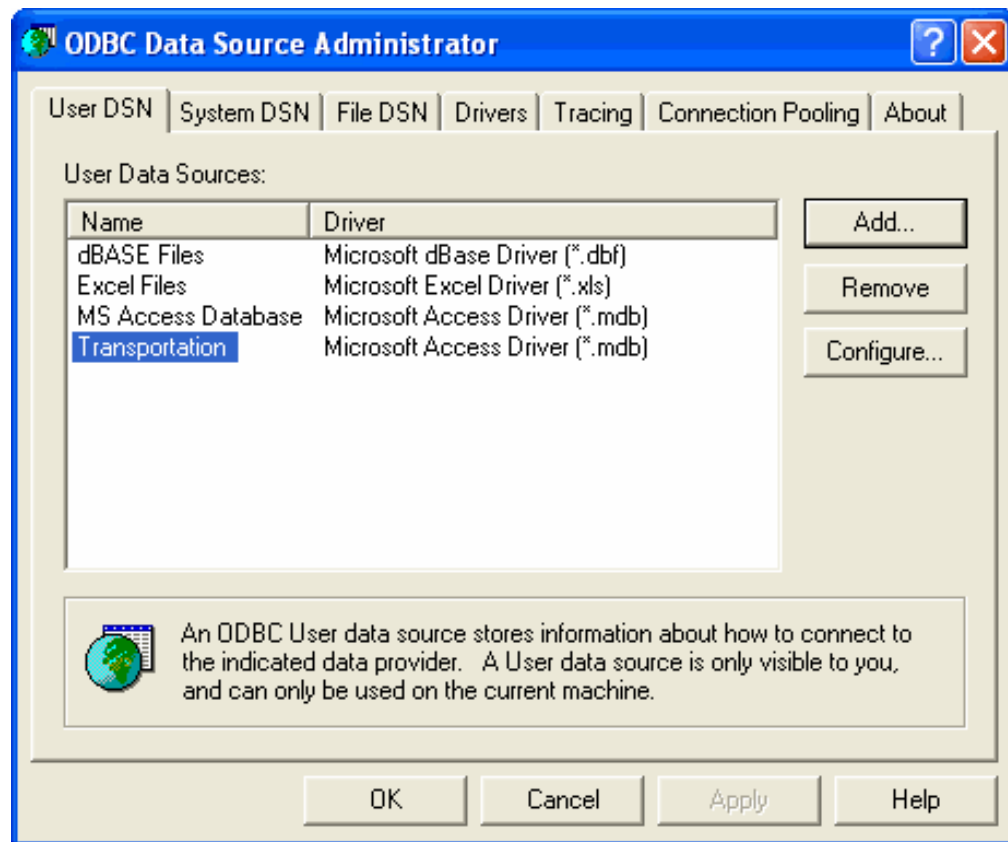 ODBC Data Source Administrator
User DSN System DSN File DSN Drivers Tracing Connection Pooling About
User Data Sources:
Name Driver
dBASE Files Microsoft dBase Driver (*.dbf)
Excel Files Microsoft Excel Driver (*.xls)
MS Access Database Microsoft Access Driver (*.mdb)
Transportation Microsoft Access Driver (*.mdb)
Add...
Remove
Configure...
An ODBC User data source stores information about how to connect to
the indicated data provider. A User data source is only visible to you,
and can only be used on the current machine.
OK Cancel Apply Help